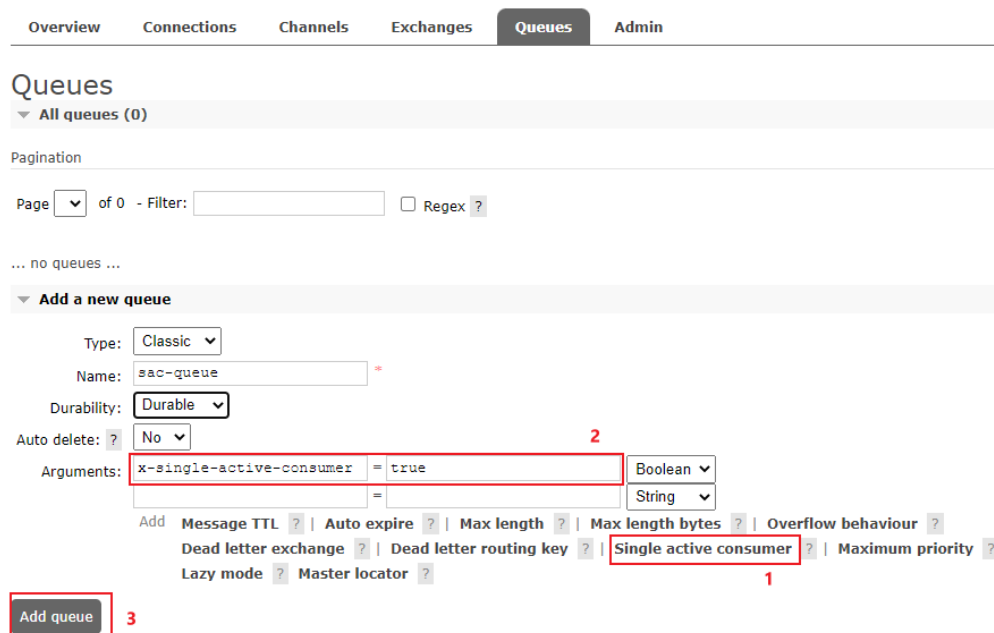 Overview Connections Channels Exchanges Queues Admin
Queues
All queues (0)
Pagination
Page of 0 - Filter: Regex ?
... no queues ...
Add a new queue
Type: Classic
Name: sac-queue *
Durability: Durable
Auto delete: ? No
2
Arguments: x-single-active-consumer = true Boolean
= String
Add Message TTL ? | Auto expire ? | Max length ? | Max length bytes ? | Overflow behaviour ?
Dead letter exchange ? | Dead letter routing key ? | Single active consumer ? | Maximum priority ?
Lazy mode ? Master locator ?
1
Add queue 3